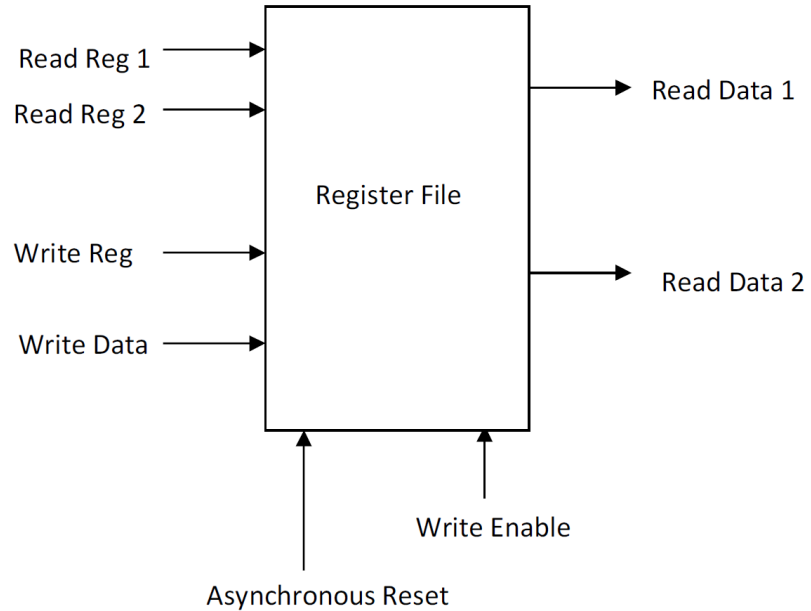 Read Reg 1
Read Reg 2
Write Reg
Write Data
Register File
Read Data 1
Read Data 2
Write Enable
Asynchronous Reset